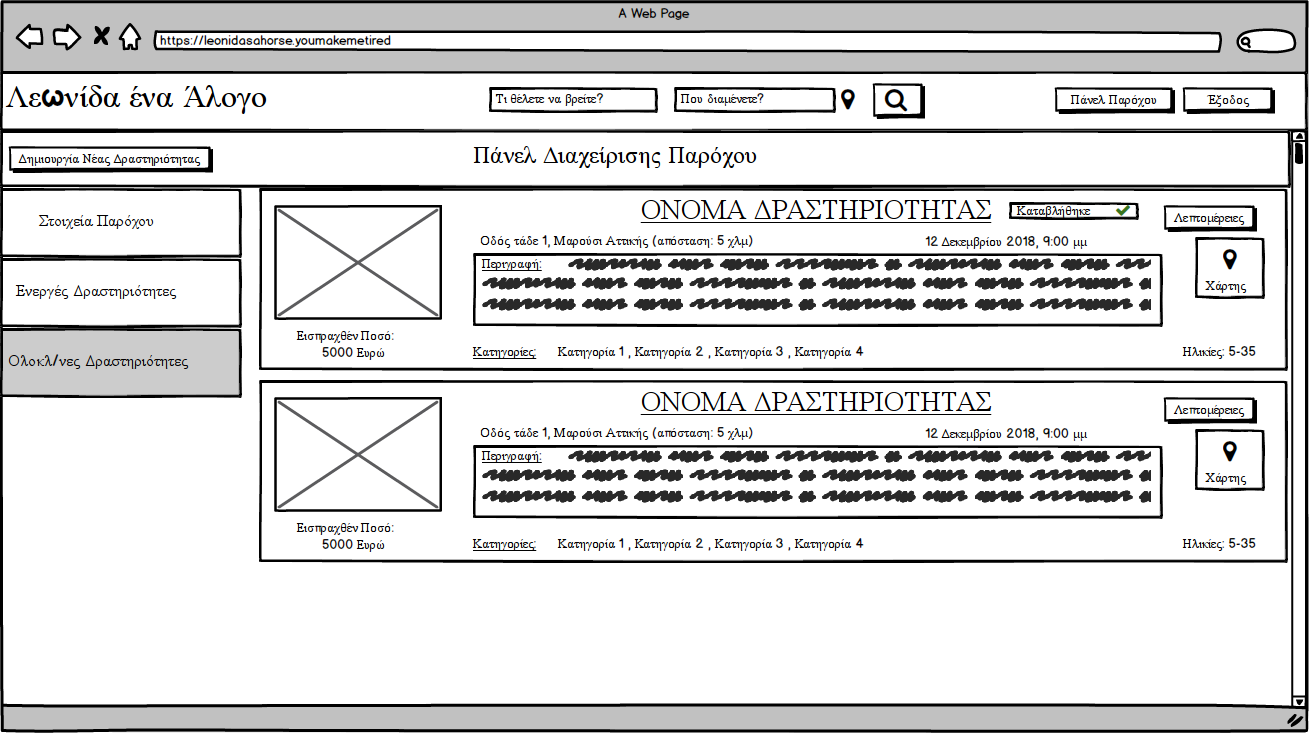 A Web Page
https://leonidasahorse.youmakemetired
Λεωνίδα ένα Άλογο
Τι θέλετε να βρείτε?
Που διαμένετε?
Πάνελ Παρόχου
Έξοδος
Δημιουργία Νέας Δραστηριότητας
Πάνελ Διαχείρισης Παρόχου
Στοιχεία Παρόχου
Ενεργές Δραστηριότητες
Ολοκλ/νες Δραστηριότητες
ΟΝΟΜΑ ΔΡΑΣΤΗΡΙΟΤΗΤΑΣ
Καταβλήθηκε
Λεπτομέρειες
Οδός τάδε 1, Μαρούσι Αττικής (απόσταση: 5 χλμ)
12 Δεκεμβρίου 2018, 9:00 μμ
Περιγραφή:
Χάρτης
Εισπραχθέν Ποσό:
5000 Ευρώ
Κατηγορίες:
Κατηγορία 1 , Κατηγορία 2 , Κατηγορία 3 , Κατηγορία 4
Ηλικίες: 5-35
ΟΝΟΜΑ ΔΡΑΣΤΗΡΙΟΤΗΤΑΣ
Λεπτομέρειες
Οδός τάδε 1, Μαρούσι Αττικής (απόσταση: 5 χλμ)
12 Δεκεμβρίου 2018, 9:00 μμ
Περιγραφή:
Χάρτης
Εισπραχθέν Ποσό:
5000 Ευρώ
Κατηγορίες:
Κατηγορία 1 , Κατηγορία 2 , Κατηγορία 3 , Κατηγορία 4
Ηλικίες: 5-35